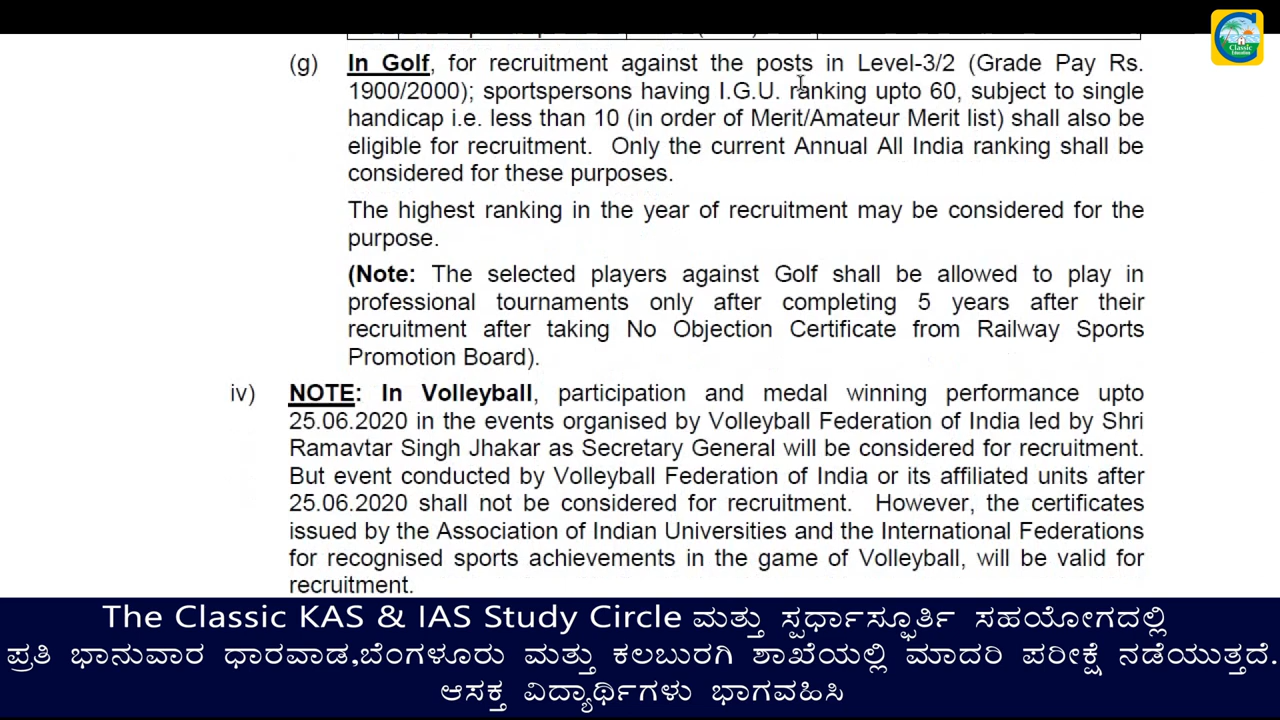 Classic
Education
(g) In Golf, for recruitment against the posts in Level-3/2 (Grade Pay Rs.
1900/2000); sportspersons having I.G.U. ranking upto 60, subject to single
handicap i.e. less than 10 (in order of Merit/Amateur Merit list) shall also be
eligible for recruitment. Only the current Annual All India ranking shall be
considered for these purposes.
The highest ranking in the year of recruitment may be considered for the
purpose.
(Note: The selected players against Golf shall be allowed to play in
professional tournaments only after completing 5 years after their
recruitment after taking No Objection Certificate from Railway Sports
Promotion Board).
iv) NOTE: In Volleyball, participation and medal winning performance upto
25.06.2020 in the events organised by Volleyball Federation of India led by Shri
Ramavtar Singh Jhakar as Secretary General will be considered for recruitment.
But event conducted by Volleyball Federation of India or its affiliated units after
25.06.2020 shall not be considered for recruitment. However, the certificates
issued by the Association of Indian Universities and the International Federations
for recognised sports achievements in the game of Volleyball, will be valid for
recruitment.
The Classic KAS & IAS Study Circle ಮತ್ತು ಸ್ಪರ್ಧಾಸ್ಫೂರ್ತಿ ಸಹಯೋಗದಲ್ಲಿ
ಪ್ರತಿ ಭಾನುವಾರ ಧಾರವಾಡ,ಬೆಂಗಳೂರು ಮತ್ತು ಕಲಬುರಗಿ ಶಾಖೆಯಲ್ಲಿ ಮಾದರಿ ಪರೀಕ್ಷೆ ನಡೆಯುತ್ತದೆ.
ಆಸಕ್ತ ವಿದ್ಯಾರ್ಥಿಗಳು ಭಾಗವಹಿಸಿ